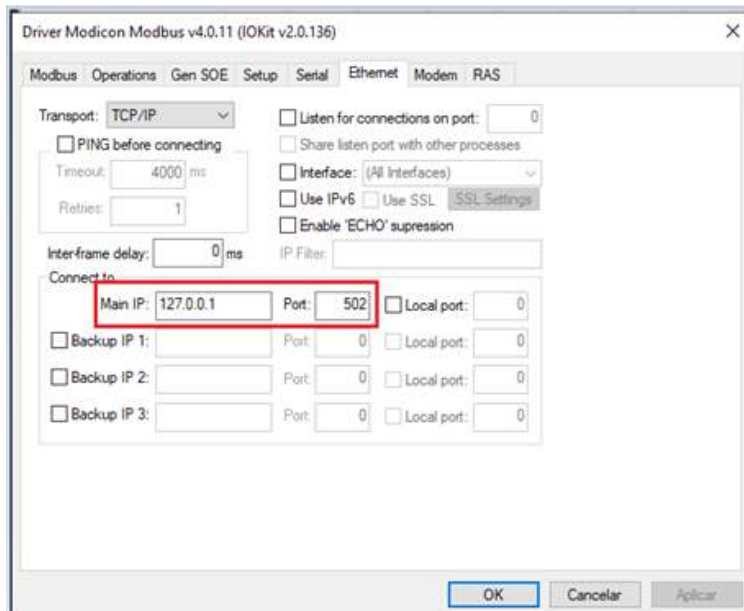 Driver Modicon Modbus v4.0.11 (IOKit v2.0.136)
Modbus Operations Gen SOE Setup Serial Ethernet Modem RAS
Transport: TCP/IP
Listen for connections on port: 0
PING before connecting
Share listen port with other processes
Timeout: 4000 ms
Interface: (All Interfaces)
Use IPv6 Use SSL SSL Settings
Retries: 1
Enable 'ECHO' supression
Inter-frame delay: 0 ms
IP Filter:
Connect to
Main IP: 127.0.0.1 Port: 502 Local port: 0
Backup IP 1: Port: 0 Local port: 0
Backup IP 2: Port: 0 Local port: 0
Backup IP 3: Port: 0 Local port: 0
OK Cancelar Aplicar